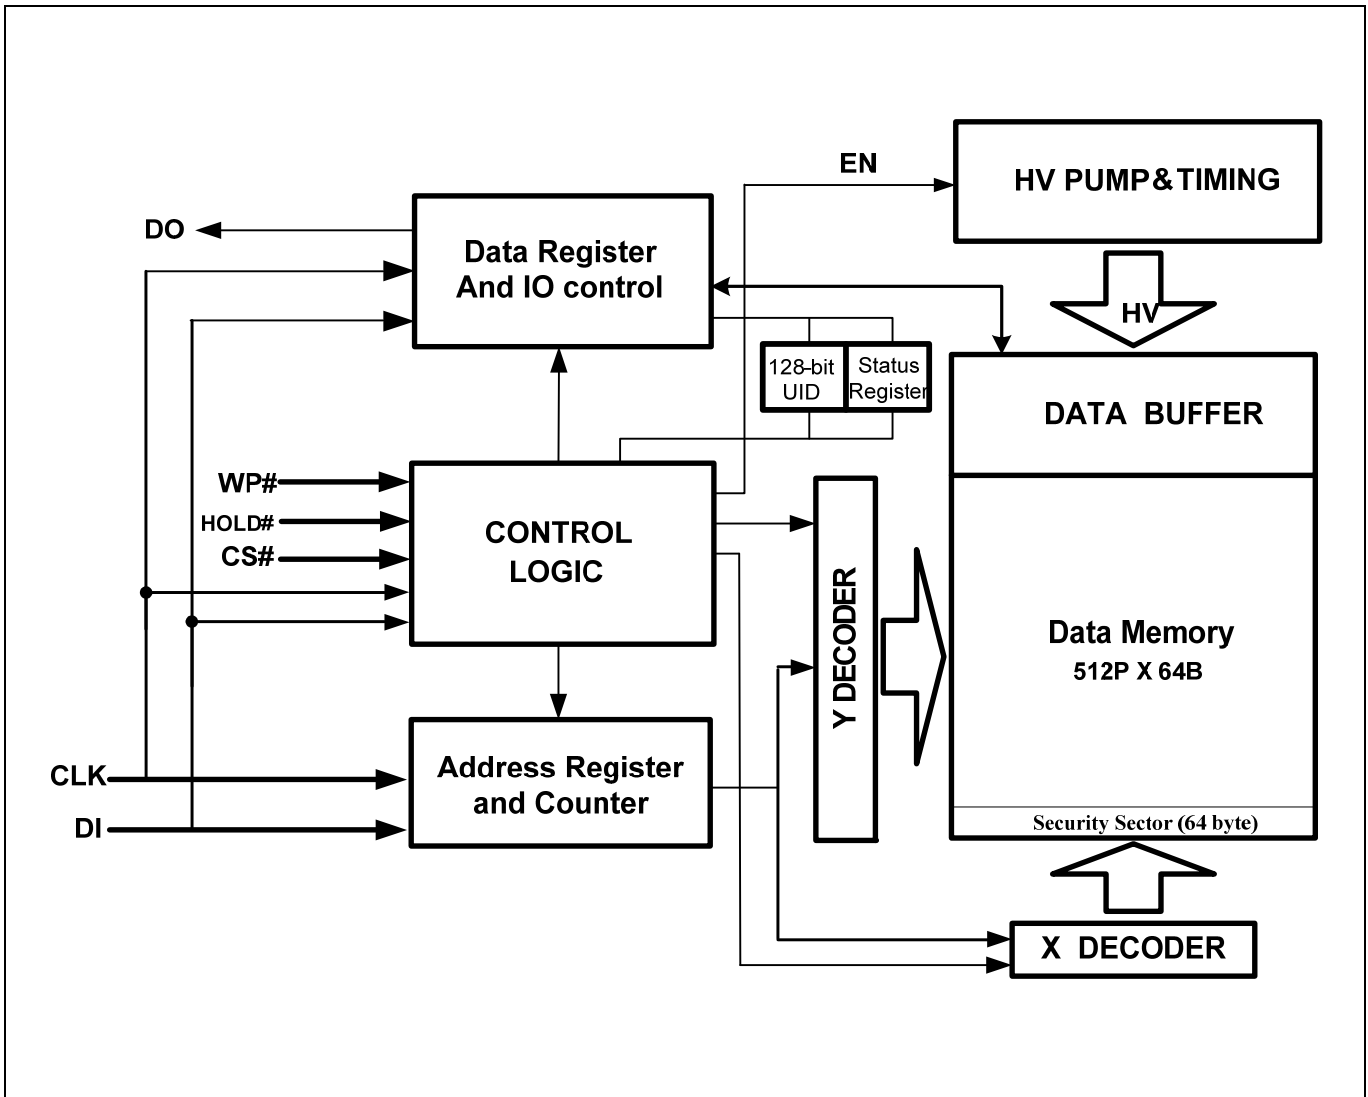 EN
HV PUMP&TIMING
DO
Data Register
And IO control
HV
128-bit
UID
Status
Register
DATA BUFFER
WP#
HOLD#
CS#
CONTROL
LOGIC
Y DECODER
Data Memory
512P X 64B
CLK
DI
Address Register
and Counter
Security Sector (64 byte)
X DECODER